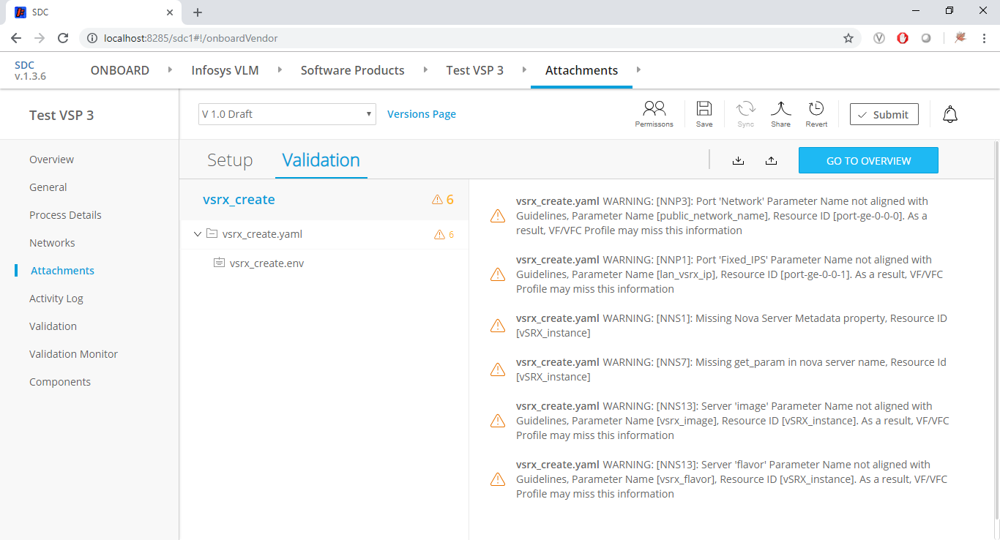 SDC
localhost:8285/sdc1#!/onboardVendor
SDC
v.1.3.6
ONBOARD
Infosys VLM
Software Products
Test VSP 3
Attachments
Test VSP 3
V 1.0 Draft
Versions Page
Permissons
Save
Sync
Share
Revert
Submit
Overview
General
Process Details
Networks
Attachments
Activity Log
Validation
Validation Monitor
Components
Setup
Validation
GO TO OVERVIEW
vsrx_create
6
vsrx_create.yaml
6
vsrx_create.env
vsrx_create.yaml WARNING: [NNP3]: Port 'Network' Parameter Name not aligned with
Guidelines, Parameter Name [public_network_name], Resource ID [port-ge-0-0-0]. As a
result, VF/VFC Profile may miss this information
vsrx_create.yaml WARNING: [NNP1]: Port 'Fixed_IPS' Parameter Name not aligned with
Guidelines, Parameter Name [lan_vsrx_ip], Resource ID [port-ge-0-0-1]. As a result, VF/VFC
Profile may miss this information
vsrx_create.yaml WARNING: [NNS1]: Missing Nova Server Metadata property, Resource ID
[vSRX_instance]
vsrx_create.yaml WARNING: [NNS7]: Missing get_param in nova server name, Resource Id
[vSRX_instance]
vsrx_create.yaml WARNING: [NNS13]: Server 'image' Parameter Name not aligned with
Guidelines, Parameter Name [vsrx_image], Resource ID [vSRX_instance]. As a result, VF/VFC
Profile may miss this information
vsrx_create.yaml WARNING: [NNS13]: Server 'flavor' Parameter Name not aligned with
Guidelines, Parameter Name [vsrx_flavor], Resource ID [vSRX_instance]. As a result, VF/VFC
Profile may miss this information